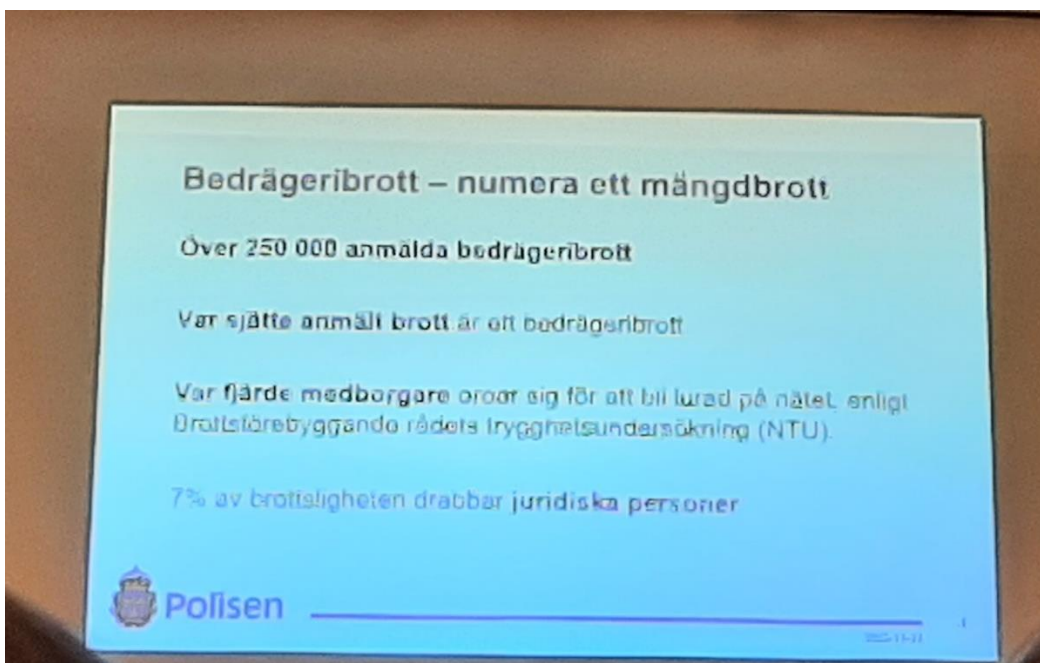 Bedrägeribrott – numera ett mängdbrott
Över 250 000 anmälda bedrägeribrott
Var sjätte anmält brott är ett bedrägeribrott
Var fjärde medborgare oroar sig för att bli lurad på nätet, enligt
Brottsförebyggande rådets trygghetsundersökning (NTU).
7% av brottsligheten drabbar juridiska personer
Polisen